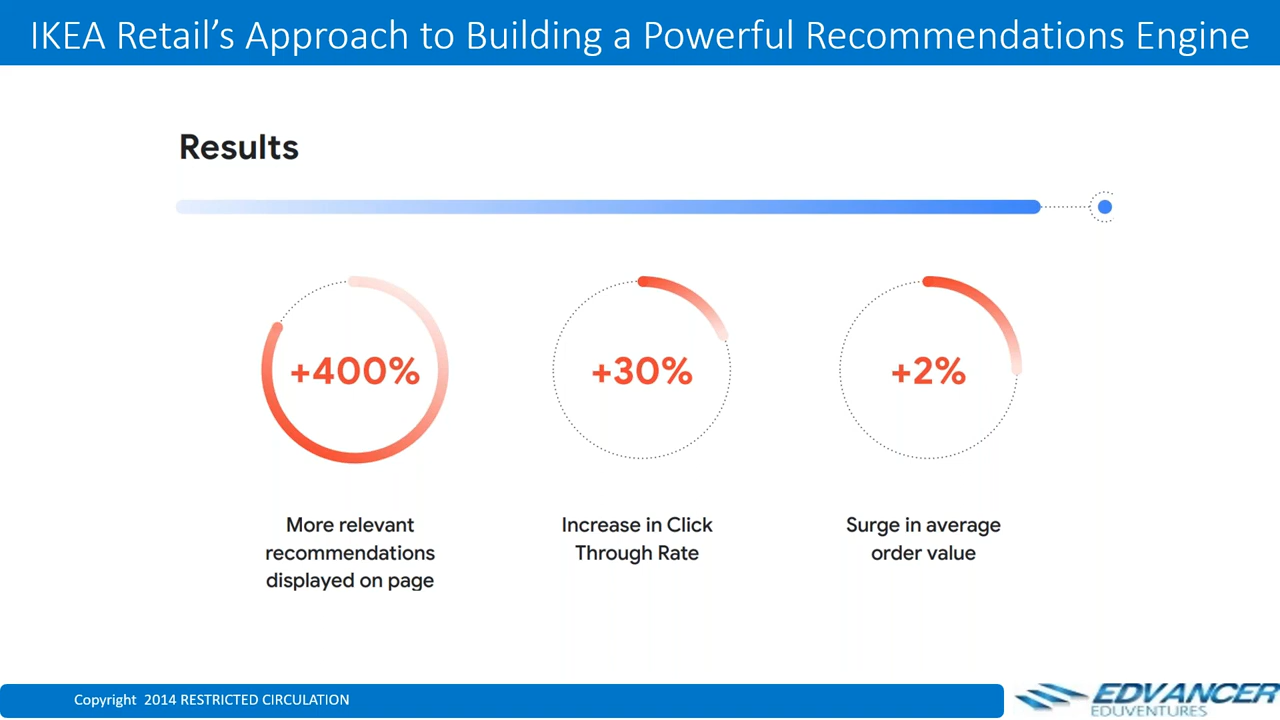 IKEA Retail's Approach to Building a Powerful Recommendations Engine
Results
+400%
+30%
+2%
More relevant
recommendations
displayed on page
Increase in Click
Through Rate
Surge in average
order value
Copyright 2014 RESTRICTED CIRCULATION
EDVANCER
EDUVENTURES